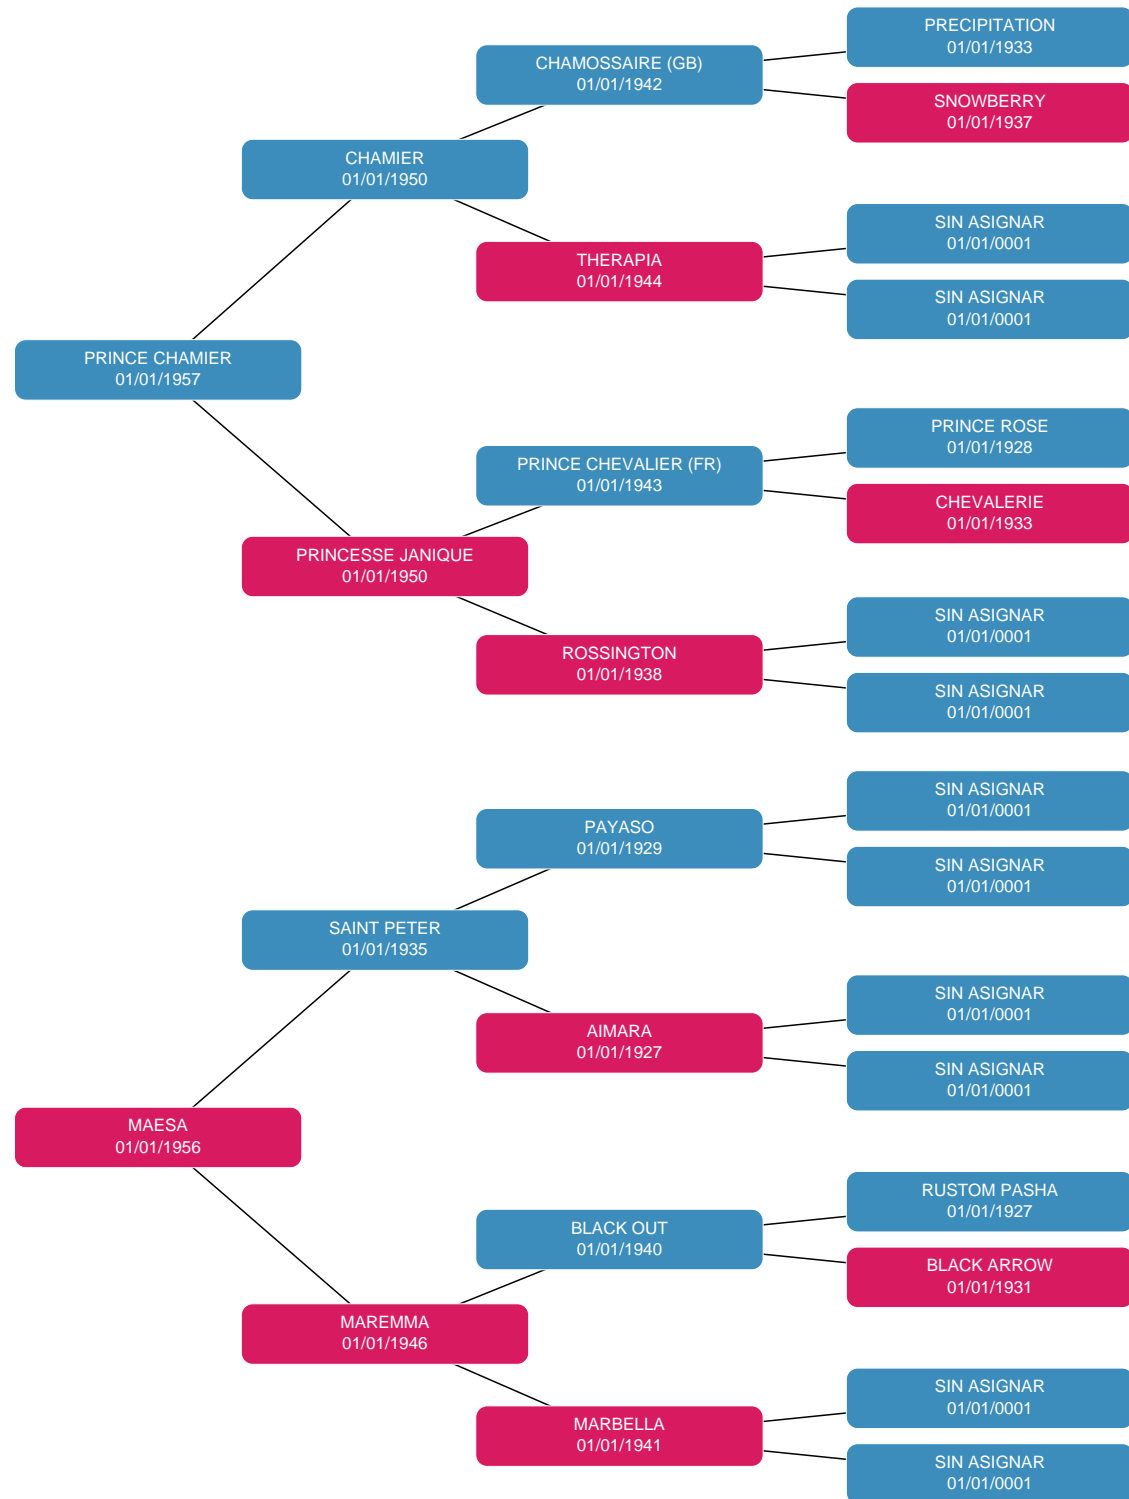 PRECIPITATION
01/01/1933
CHAMOSSAIRE (GB)
01/01/1942
SNOWBERRY
01/01/1937
CHAMIER
01/01/1950
SIN ASIGNAR
01/01/0001
THERAPIA
01/01/1944
SIN ASIGNAR
01/01/0001
PRINCE CHAMIER
01/01/1957
PRINCE ROSE
01/01/1928
PRINCE CHEVALIER (FR)
01/01/1943
CHEVALERIE
01/01/1933
PRINCESSE JANIQUE
01/01/1950
SIN ASIGNAR
01/01/0001
ROSSINGTON
01/01/1938
SIN ASIGNAR
01/01/0001
SIN ASIGNAR
01/01/0001
PAYASO
01/01/1929
SIN ASIGNAR
01/01/0001
SAINT PETER
01/01/1935
SIN ASIGNAR
01/01/0001
AIMARA
01/01/1927
SIN ASIGNAR
01/01/0001
MAESA
01/01/1956
RUSTOM PASHA
01/01/1927
BLACK OUT
01/01/1940
BLACK ARROW
01/01/1931
MAREMMA
01/01/1946
SIN ASIGNAR
01/01/0001
MARBELLA
01/01/1941
SIN ASIGNAR
01/01/0001